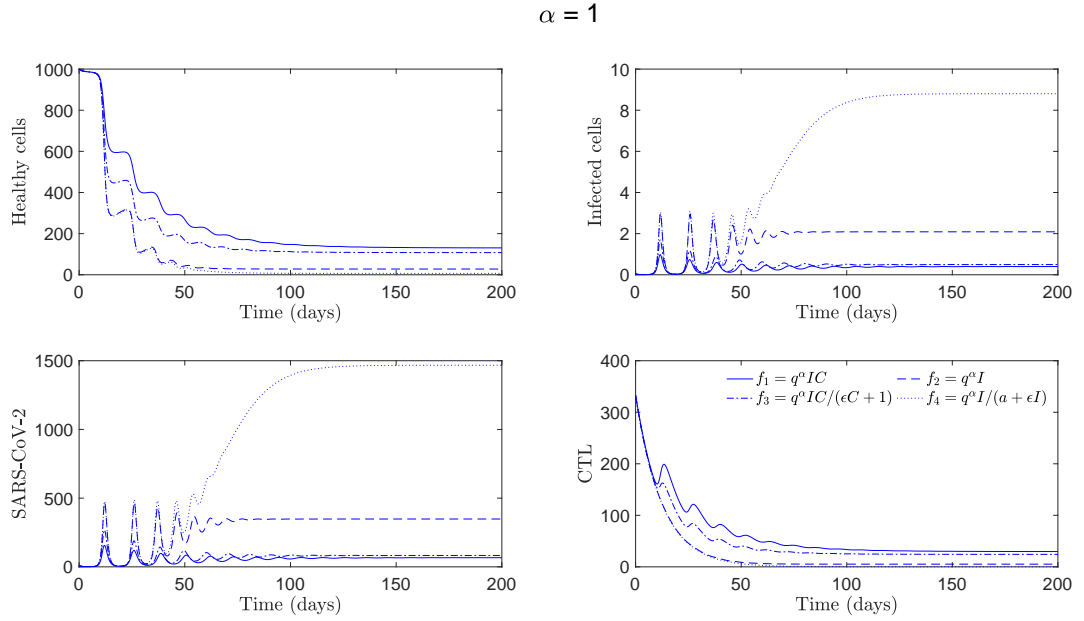 α = 1
1000
800
600
400
200
0
0 50 100 150 200
Healthy cells
Time (days)
10
8
6
4
2
0
0 50 100 150 200
Infected cells
Time (days)
1500
1000
500
0
0 50 100 150 200
SARS-CoV-2
Time (days)
400
300
200
100
0
0 50 100 150 200
CTL
Time (days)
f₁ = q^α IC
f₂ = q^α I
f₃ = q^α IC/(ϵC + 1)
f₄ = q^α I/(a + ϵI)